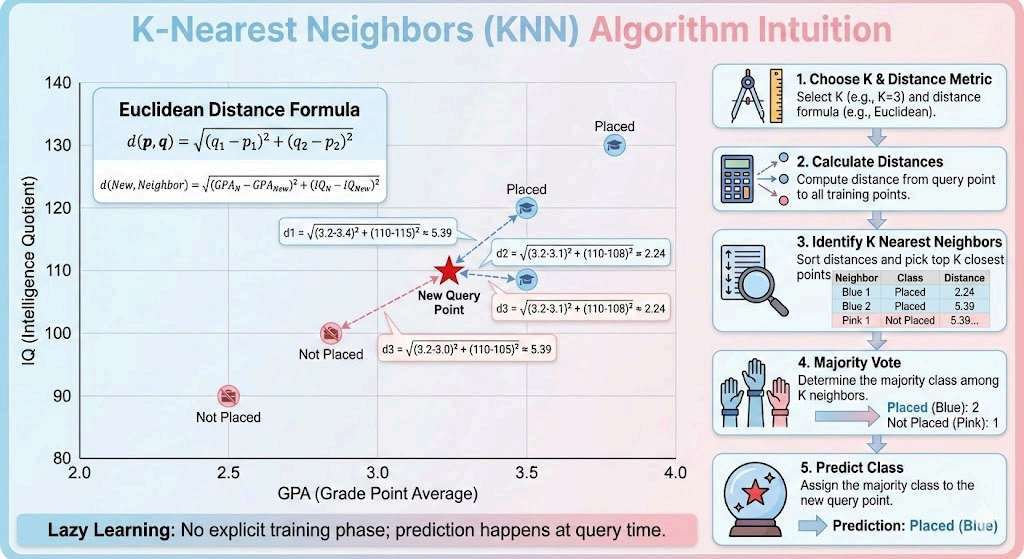 K-Nearest Neighbors (KNN) Algorithm Intuition
140
130
120
110
100
90
80
IQ (Intelligence Quotient)
2.0
2.5
3.0
3.5
4.0
GPA (Grade Point Average)
Euclidean Distance Formula
d(p, q) = √(q₁ − p₁)² + (q₂ − p₂)²
d(New, Neighbor) = √(GPA_N − GPA_New)² + (IQ_N − IQ_New)²
Placed
Placed
d1 = √(3.2-3.4)² + (110-115)² ≈ 5.39
d2 = √(3.2-3.1)² + (110-108)² ≈ 2.24
New Query
Point
d3 = √(3.2-3.1)² + (110-108)² ≈ 2.24
Not Placed
d3 = √(3.2-3.0)² + (110-105)² ≈ 5.39
Not Placed
Lazy Learning: No explicit training phase; prediction happens at query time.
1. Choose K & Distance Metric
Select K (e.g., K=3) and distance
formula (e.g., Euclidean).
2. Calculate Distances
Compute distance from query point
to all training points.
3. Identify K Nearest Neighbors
Sort distances and pick top K closest
points
Neighbor Class Distance
Blue 1 Placed 2.24
Blue 2 Placed 5.39
Pink 1 Not Placed 5.39...
4. Majority Vote
Determine the majority class among
K neighbors.
Placed (Blue): 2
Not Placed (Pink): 1
5. Predict Class
Assign the majority class to the
new query point.
Prediction: Placed (Blue)